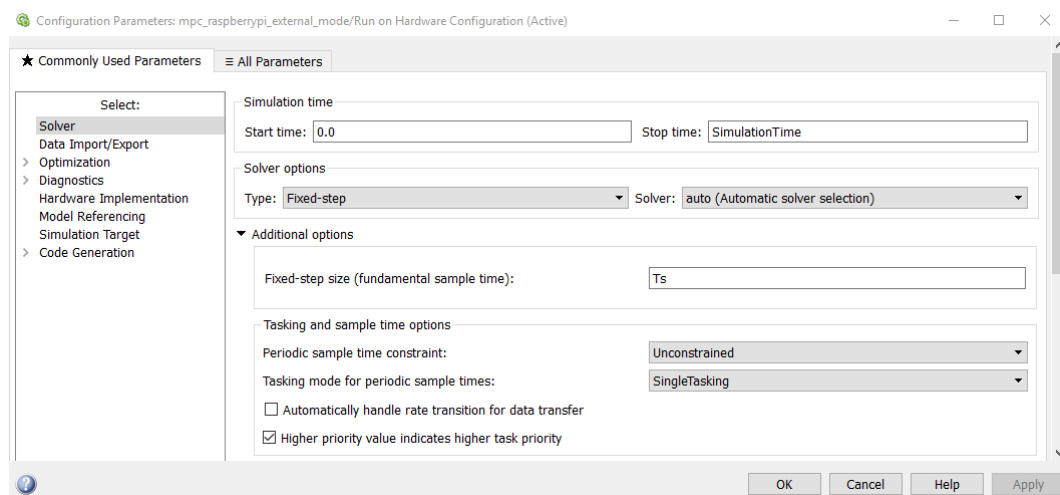 Configuration Parameters: mpc_raspberrypi_external_mode/Run on Hardware Configuration (Active)
★ Commonly Used Parameters
≡ All Parameters
Select:
Solver
Data Import/Export
Optimization
Diagnostics
Hardware Implementation
Model Referencing
Simulation Target
Code Generation
Simulation time
Start time: 0.0 Stop time: SimulationTime
Solver options
Type: Fixed-step Solver: auto (Automatic solver selection)
Additional options
Fixed-step size (fundamental sample time): Ts
Tasking and sample time options
Periodic sample time constraint: Unconstrained
Tasking mode for periodic sample times: SingleTasking
Automatically handle rate transition for data transfer
Higher priority value indicates higher task priority
? OK Cancel Help Apply